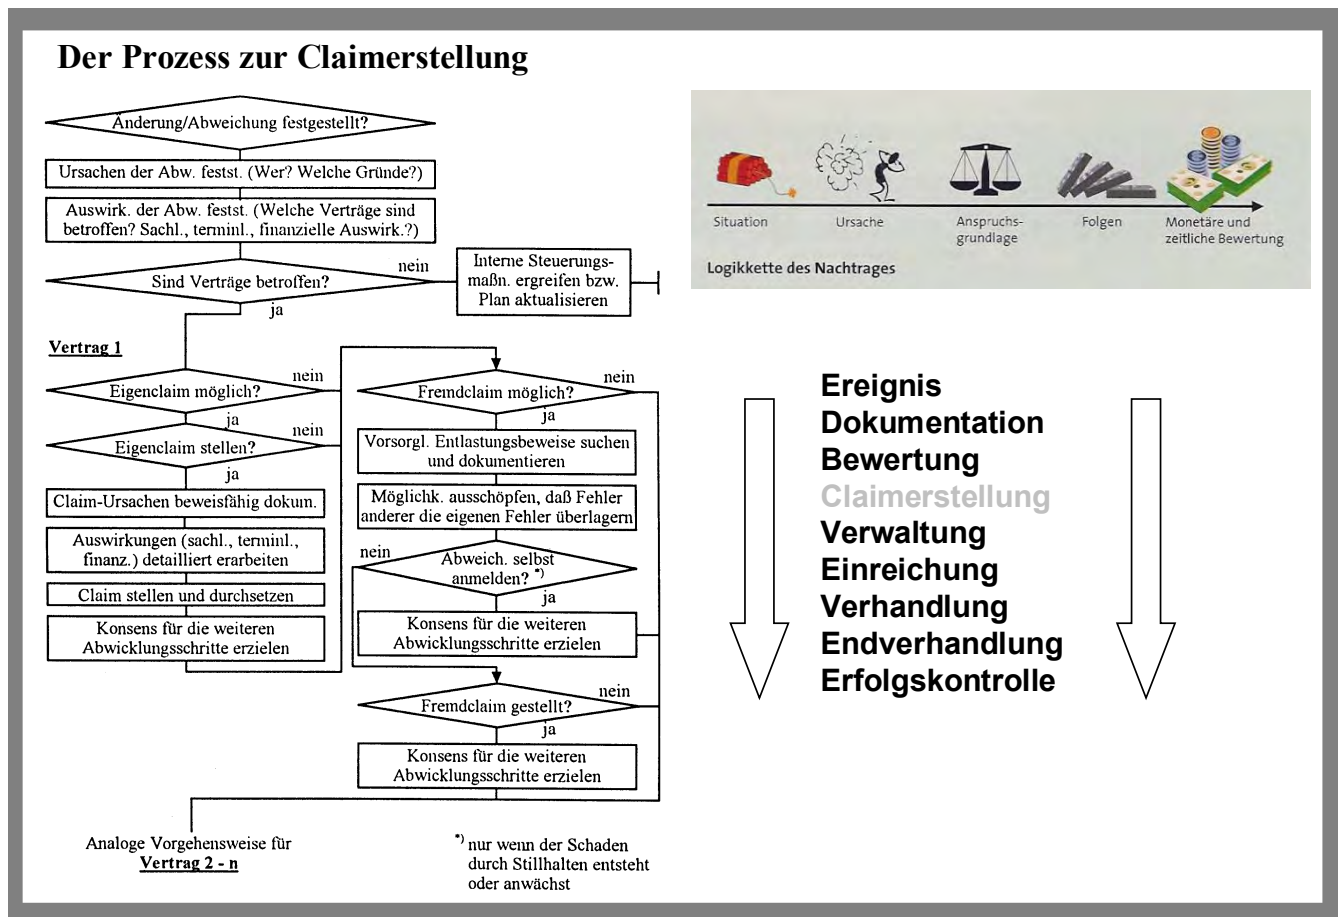 Der Prozess zur Claimerstellung
Änderung/Abweichung festgestellt?
Ursachen der Abw. festst. (Wer? Welche Gründe?)
Auswirk. der Abw. festst. (Welche Verträge sind
betroffen? Sachl., terminl., finanzielle Auswirk.?)
Sind Verträge betroffen?
nein
Interne Steuerungs-
maßn. ergreifen bzw.
Plan aktualisieren
ja
Vertrag 1
Eigenclaim möglich?
nein
ja
Eigenclaim stellen?
nein
ja
Claim-Ursachen beweisfähig dokum.
Auswirkungen (sachl., terminl.,
finanz.) detailliert erarbeiten
Claim stellen und durchsetzen
Konsens für die weiteren
Abwicklungsschritte erzielen
Fremdclaim möglich?
nein
ja
Vorsorgl. Entlastungsbeweise suchen
und dokumentieren
Möglichk. ausschöpfen, daß Fehler
anderer die eigenen Fehler überlagern
nein
Abweich. selbst
anmelden? *)
ja
Konsens für die weiteren
Abwicklungsschritte erzielen
Fremdclaim gestellt?
nein
ja
Konsens für die weiteren
Abwicklungsschritte erzielen
Analoge Vorgehensweise für
Vertrag 2 - n
*) nur wenn der Schaden
durch Stillhalten entsteht
oder anwächst
Situation
Ursache
Anspruchs-
grundlage
Folgen
Monetäre und
zeitliche Bewertung
Logikkette des Nachtrages
Ereignis
Dokumentation
Bewertung
Claimerstellung
Verwaltung
Einreichung
Verhandlung
Endverhandlung
Erfolgskontrolle